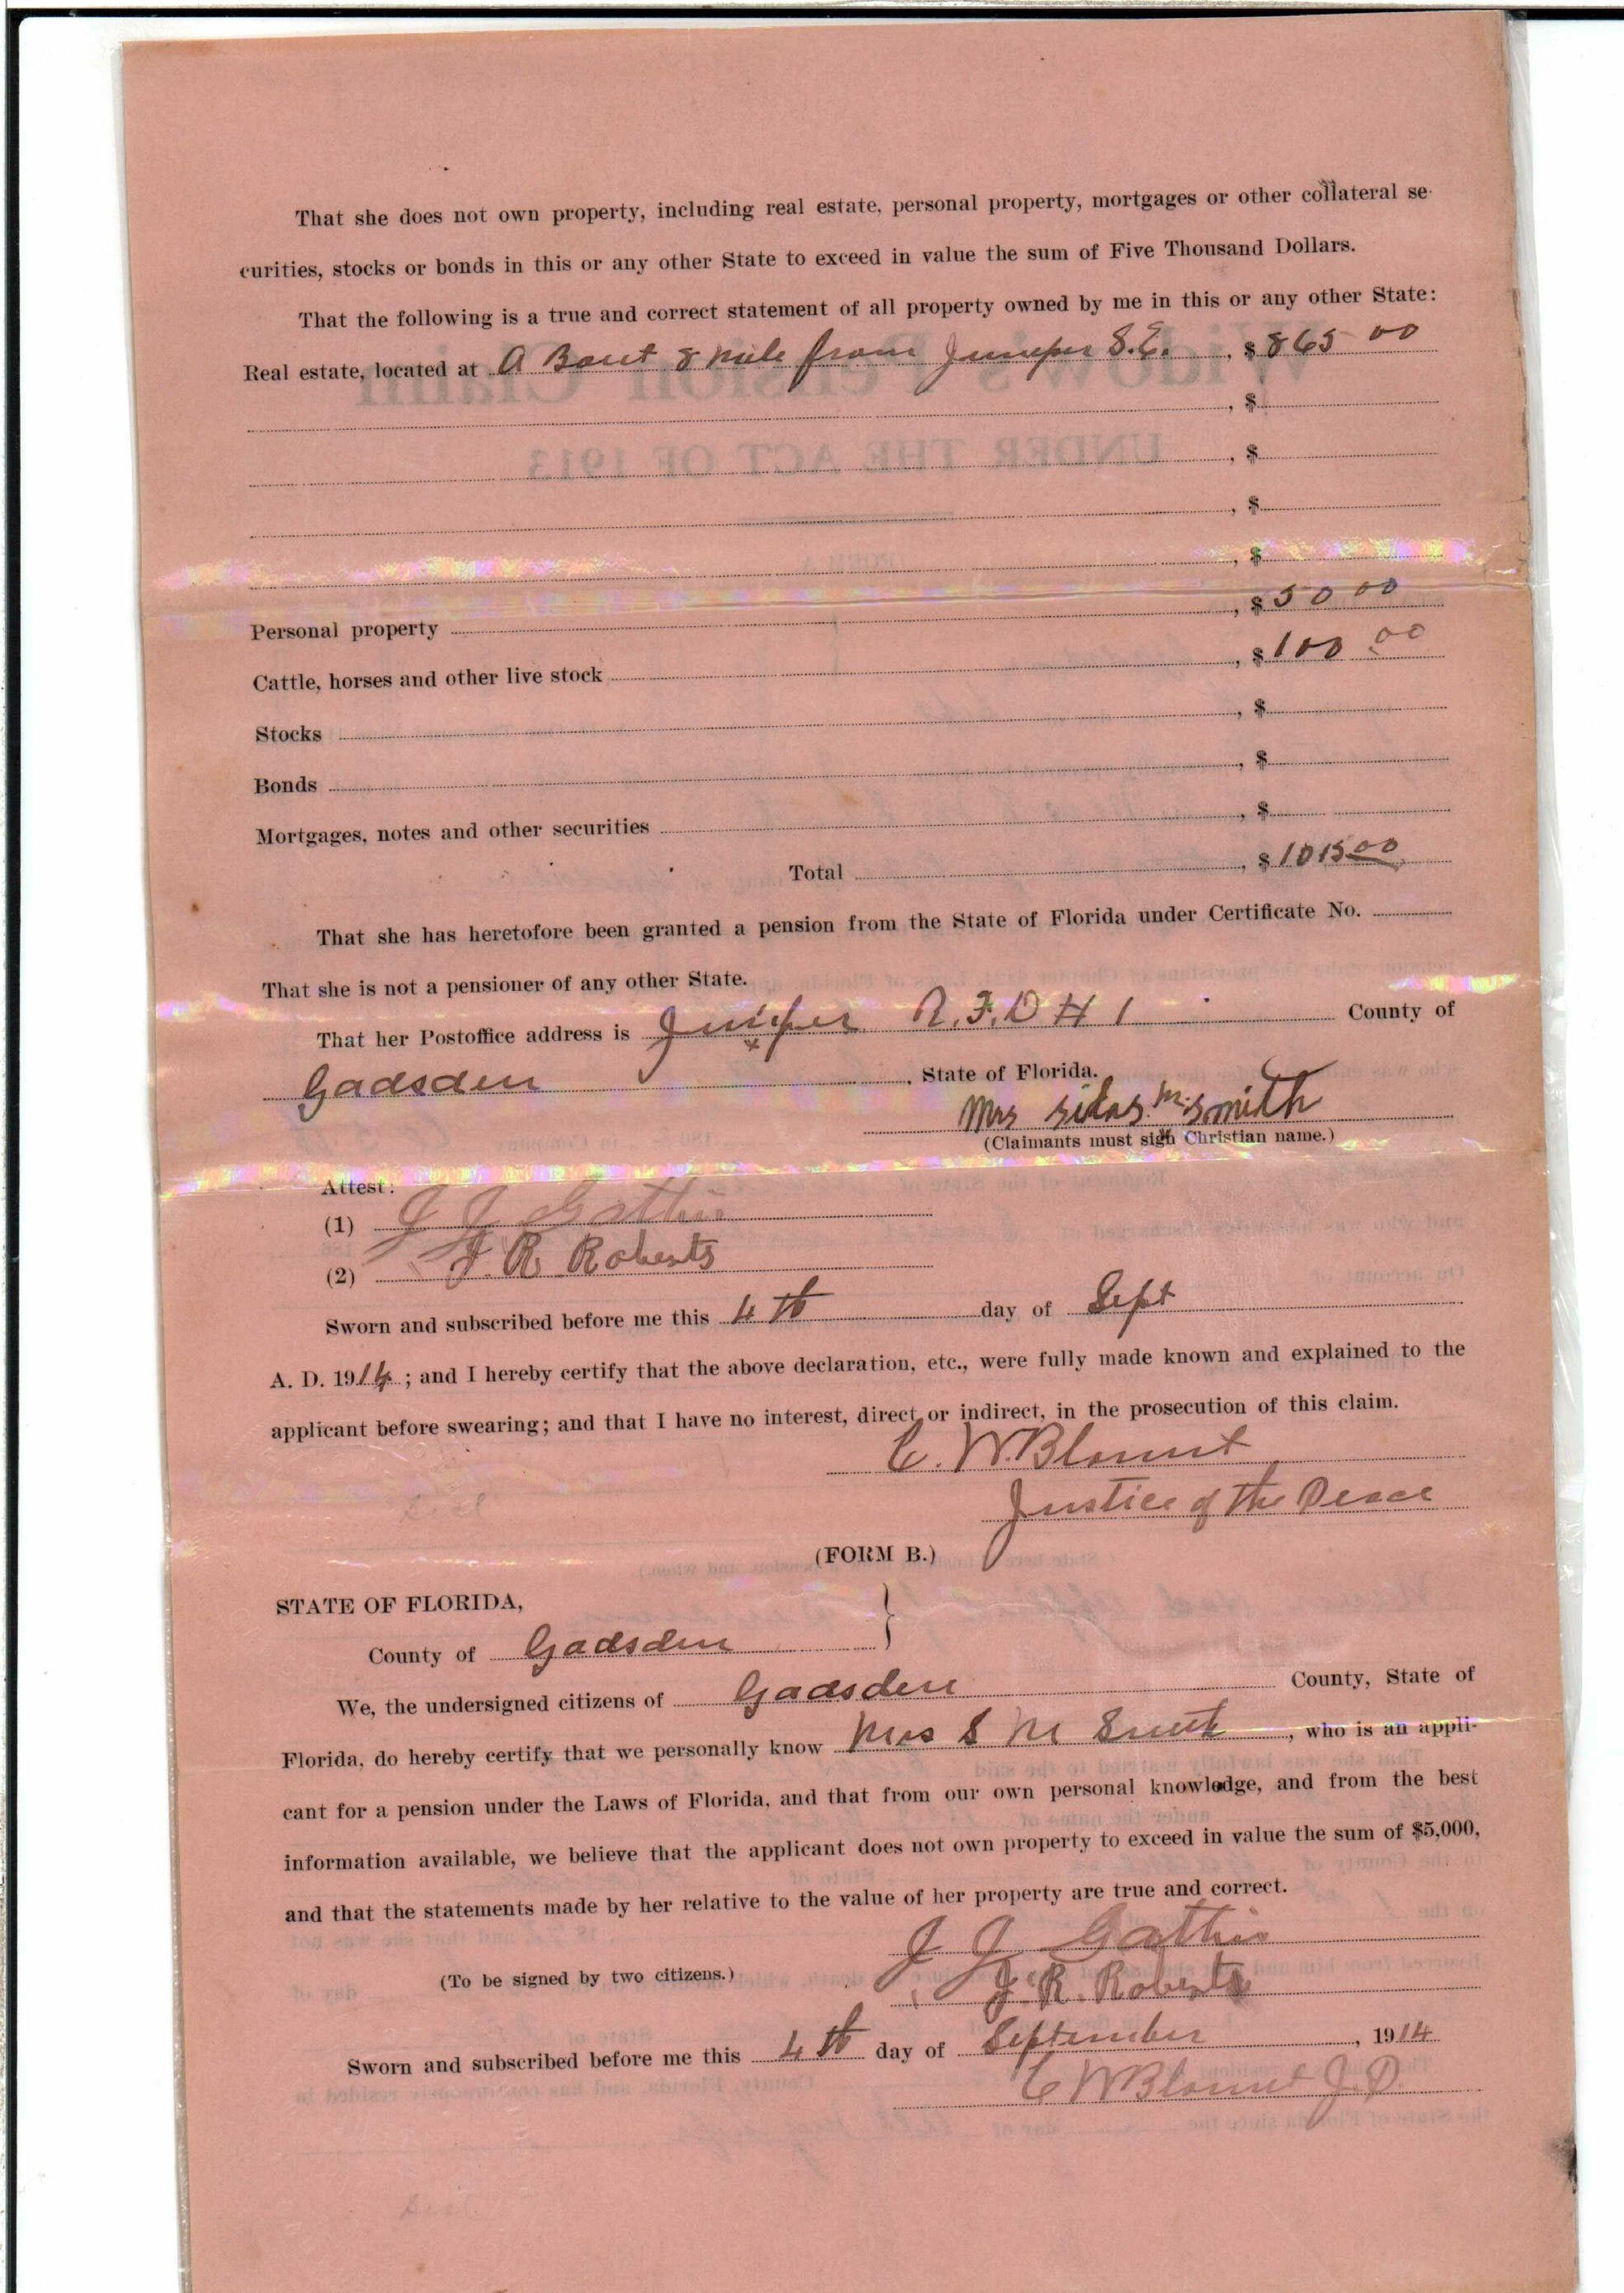 That she does not own property, including real estate, personal property, mortgages or other collateral se-
curities, stocks or bonds in this or any other State to exceed in value the sum of Five Thousand Dollars.
That the following is a true and correct statement of all property owned by me in this or any other State:
Real estate, located at A Bout 8 mile from Juniper S.E. , $ 865 00
, $
, $
, $
, $
Personal property , $ 50 00
Cattle, horses and other live stock , $ 100 00
Stocks , $
Bonds , $
Mortgages, notes and other securities , $
Total , $ 1015 00
That she has heretofore been granted a pension from the State of Florida under Certificate No.
That she is not a pensioner of any other State.
That her Postoffice address is Juniper R.F.D # 1 County of
Gadsden , State of Florida.
Mrs Silas M. Smith
(Claimants must sign Christian name.)
Attest:
(1) J J Gatlin
(2) J. R. Roberts
Sworn and subscribed before me this 4th day of Sept
A. D. 1914 ; and I hereby certify that the above declaration, etc., were fully made known and explained to the
applicant before swearing; and that I have no interest, direct or indirect, in the prosecution of this claim.
C. W. Blount
Justice of the Peace
(FORM B.)
STATE OF FLORIDA, }
County of Gadsden
We, the undersigned citizens of Gadsden County, State of
Florida, do hereby certify that we personally know Mrs S M Smith , who is an appli-
cant for a pension under the Laws of Florida, and that from our own personal knowledge, and from the best
information available, we believe that the applicant does not own property to exceed in value the sum of $5,000,
and that the statements made by her relative to the value of her property are true and correct.
J J Gatlin
(To be signed by two citizens.)
J. R. Roberts
Sworn and subscribed before me this 4th day of September , 1914
C W Blount J. P.